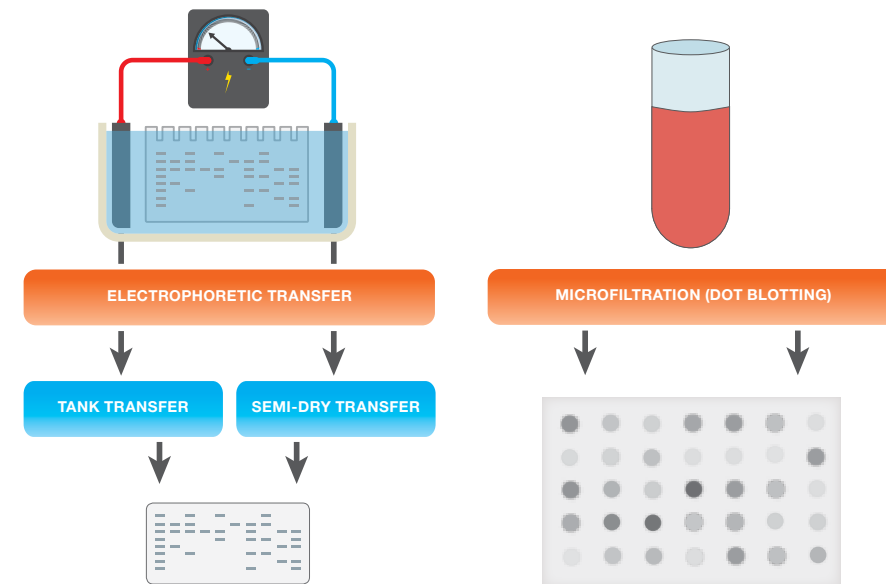 ELECTROPHORETIC TRANSFER
MICROFILTRATION (DOT BLOTTING)
TANK TRANSFER
SEMI-DRY TRANSFER